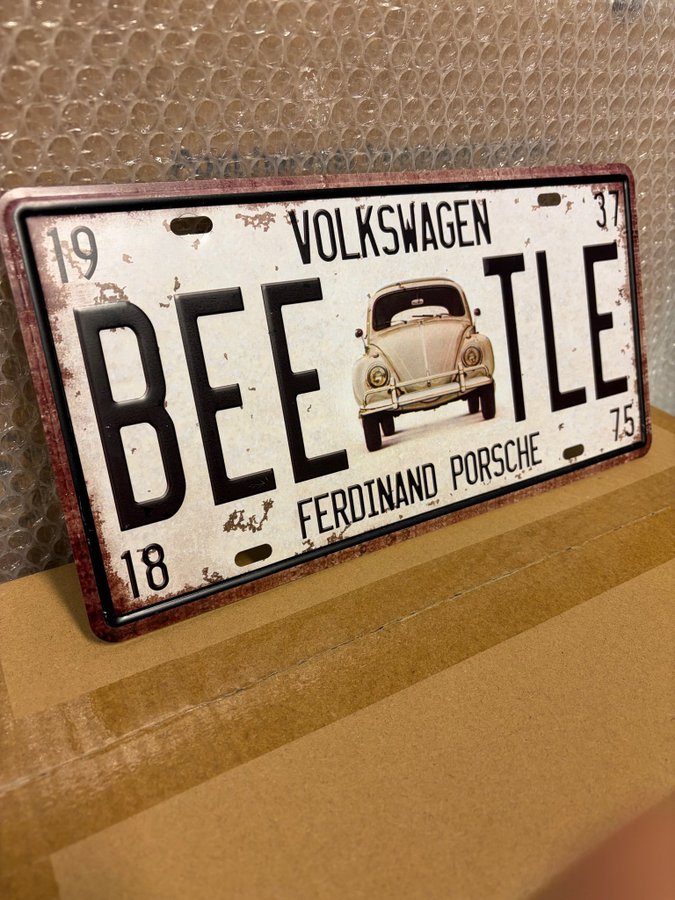 19 VOLKSWAGEN 37
BEE TLE
18 FERDINAND PORSCHE 75